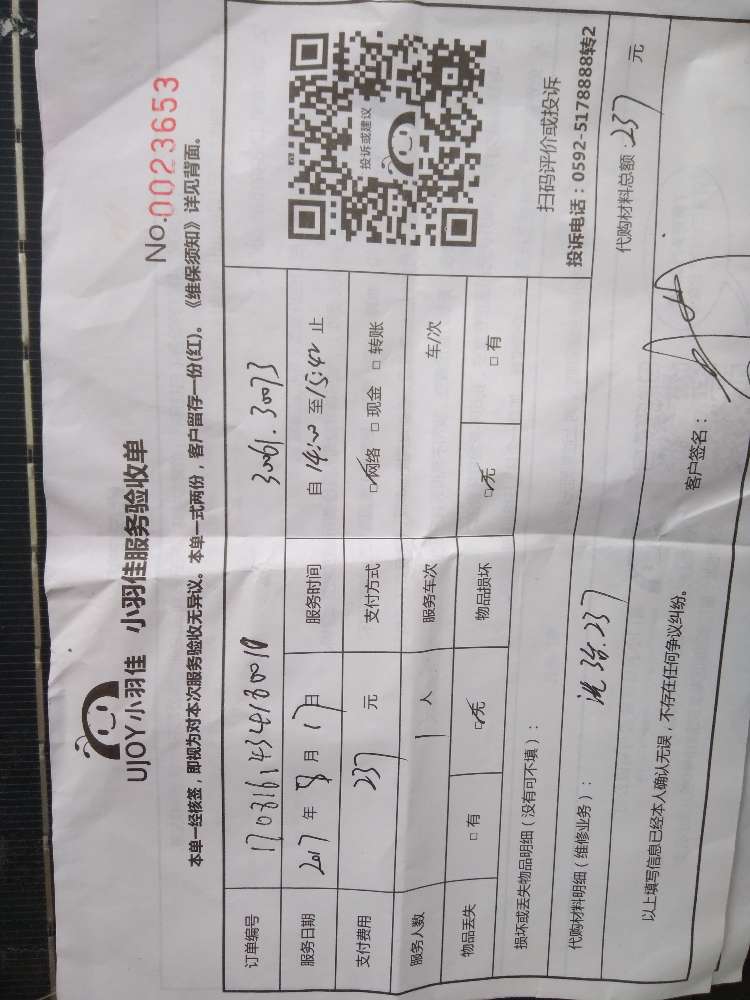 UJOY小羽佳 小羽佳服务验收单
No.0023653
本单一经核签，即视为对本次服务验收无异议。本单一式两份，客户留存一份(红)。《维保须知》详见背面。
订单编号 3061.3073
服务日期 2017 年 8 月 17 日 服务时间 自 14:00 至 15:42 止
支付费用 237 元 支付方式 ☑网络 □现金 □转账
服务人数 1 人 服务车次 车/次
物品丢失 □有 ☑无 物品损坏 ☑无 □有
投诉或建议
扫码评价或投诉
投诉电话：0592-5178888转2
损坏或丢失物品明细（没有可不填）：
代购材料明细（维修业务）： 237 代购材料总额：237 元
以上填写信息已经本人确认无误，不存在任何争议纠纷。
客户签名：